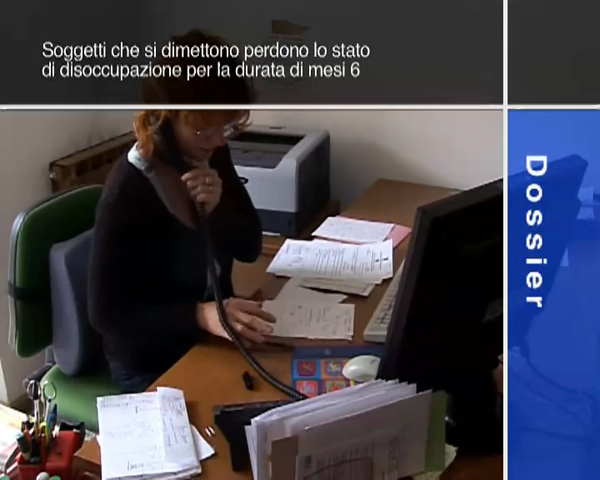 Soggetti che si dimettono perdono lo stato
di disoccupazione per la durata di mesi 6
Dossier